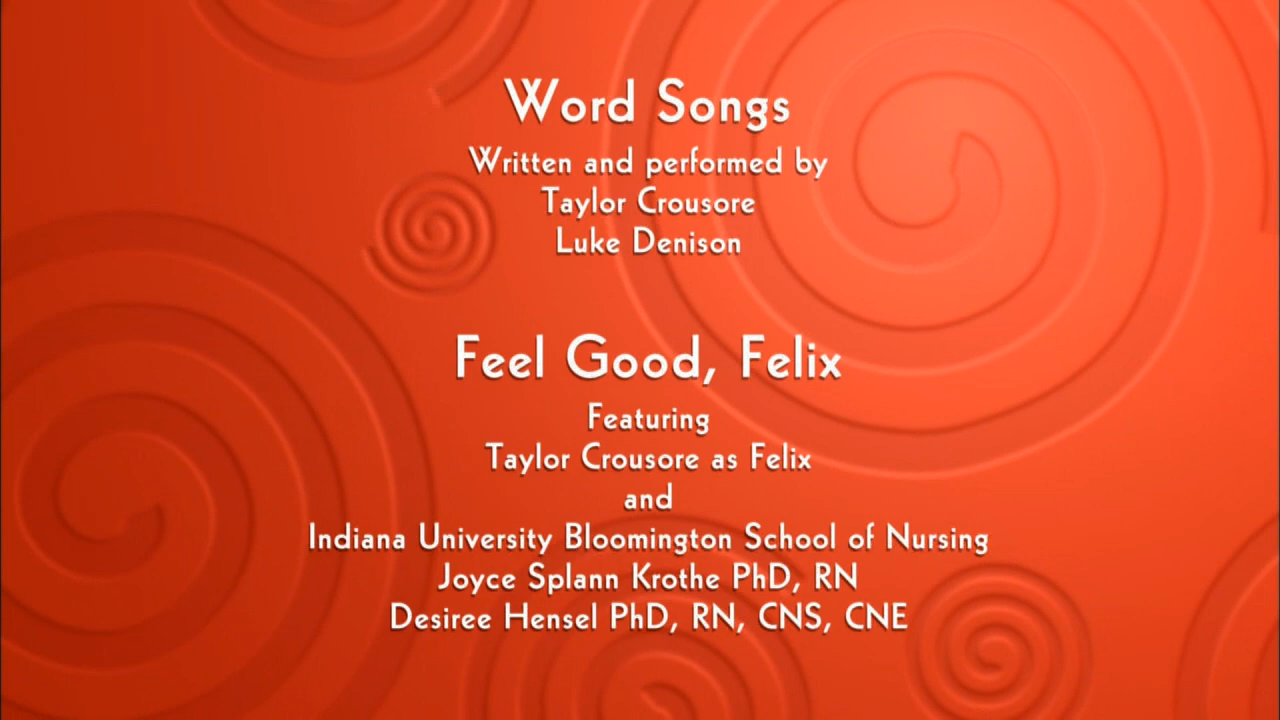 Word Songs
Written and performed by
Taylor Crousore
Luke Denison
Feel Good, Felix
Featuring
Taylor Crousore as Felix
and
Indiana University Bloomington School of Nursing
Joyce Splann Krothe PhD, RN
Desiree Hensel PhD, RN, CNS, CNE